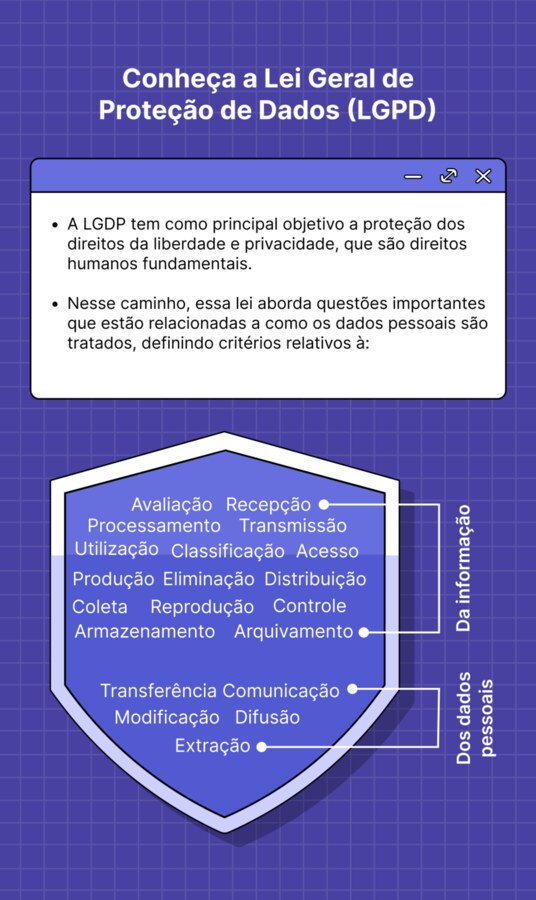 Conheça a Lei Geral de
Proteção de Dados (LGPD)
• A LGDP tem como principal objetivo a proteção dos
direitos da liberdade e privacidade, que são direitos
humanos fundamentais.
• Nesse caminho, essa lei aborda questões importantes
que estão relacionadas a como os dados pessoais são
tratados, definindo critérios relativos à:
Avaliação Recepção
Processamento Transmissão
Utilização Classificação Acesso
Produção Eliminação Distribuição
Coleta Reprodução Controle
Armazenamento Arquivamento
Da informação
Transferência Comunicação
Modificação Difusão
Extração
Dos dados
pessoais